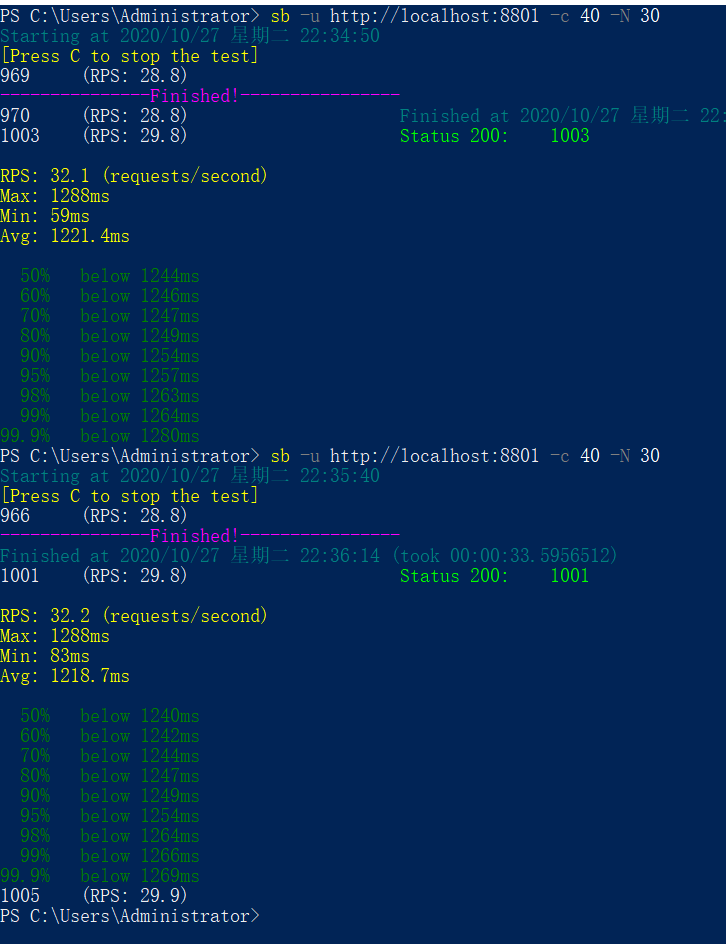 PS C:\Users\Administrator> sb -u http://localhost:8801 -c 40 -N 30
Starting at 2020/10/27 星期二 22:34:50
[Press C to stop the test]
969     (RPS: 28.8)
---------------Finished!----------------
970     (RPS: 28.8)                     Finished at 2020/10/27 星期二 22:
1003    (RPS: 29.8)                     Status 200:    1003

RPS: 32.1 (requests/second)
Max: 1288ms
Min: 59ms
Avg: 1221.4ms

  50%   below 1244ms
  60%   below 1246ms
  70%   below 1247ms
  80%   below 1249ms
  90%   below 1254ms
  95%   below 1257ms
  98%   below 1263ms
  99%   below 1264ms
99.9%   below 1280ms
PS C:\Users\Administrator> sb -u http://localhost:8801 -c 40 -N 30
Starting at 2020/10/27 星期二 22:35:40
[Press C to stop the test]
966     (RPS: 28.8)
---------------Finished!----------------
Finished at 2020/10/27 星期二 22:36:14 (took 00:00:33.5956512)
1001    (RPS: 29.8)                     Status 200:    1001

RPS: 32.2 (requests/second)
Max: 1288ms
Min: 83ms
Avg: 1218.7ms

  50%   below 1240ms
  60%   below 1242ms
  70%   below 1244ms
  80%   below 1247ms
  90%   below 1249ms
  95%   below 1254ms
  98%   below 1264ms
  99%   below 1266ms
99.9%   below 1269ms
1005    (RPS: 29.9)
PS C:\Users\Administrator>